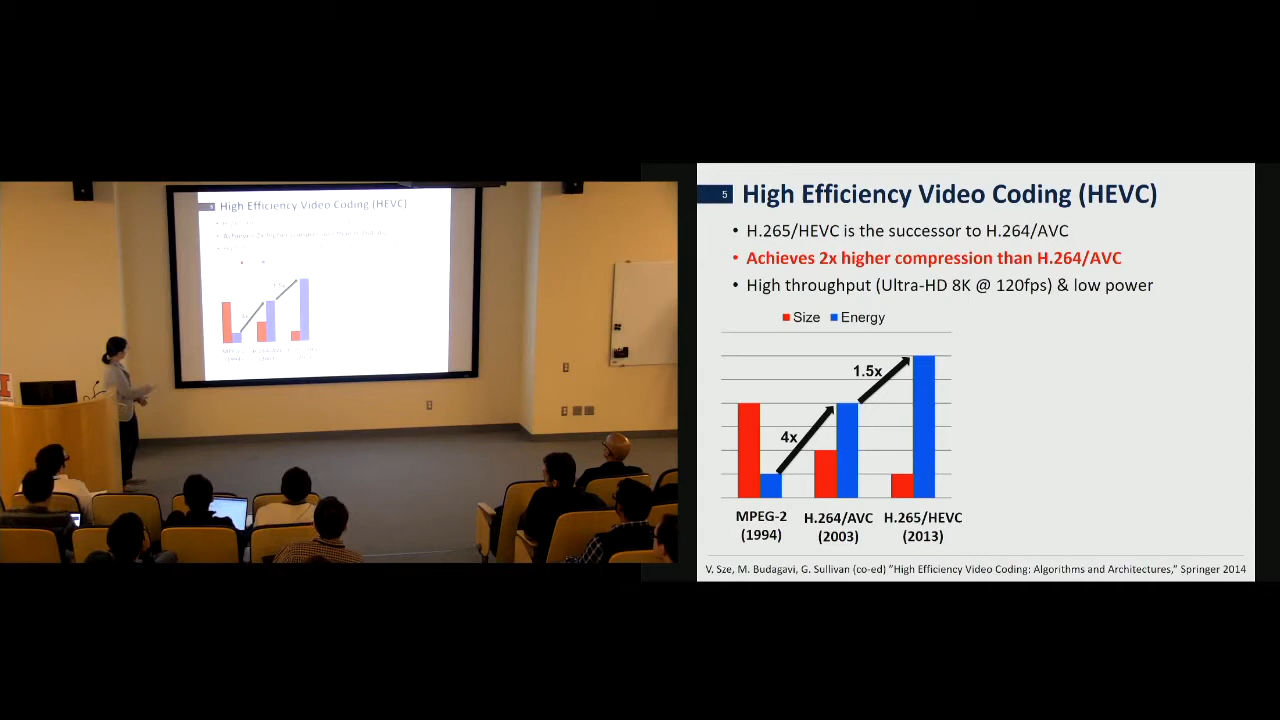 High Efficiency Video Coding (HEVC)
5
High Efficiency Video Coding (HEVC)
• H.265/HEVC is the successor to H.264/AVC
• Achieves 2x higher compression than H.264/AVC
• High throughput (Ultra-HD 8K @ 120fps) & low power
Size Energy
1.5x
4x
MPEG-2 H.264/AVC H.265/HEVC
(1994) (2003) (2013)
V. Sze, M. Budagavi, G. Sullivan (co-ed) "High Efficiency Video Coding: Algorithms and Architectures," Springer 2014